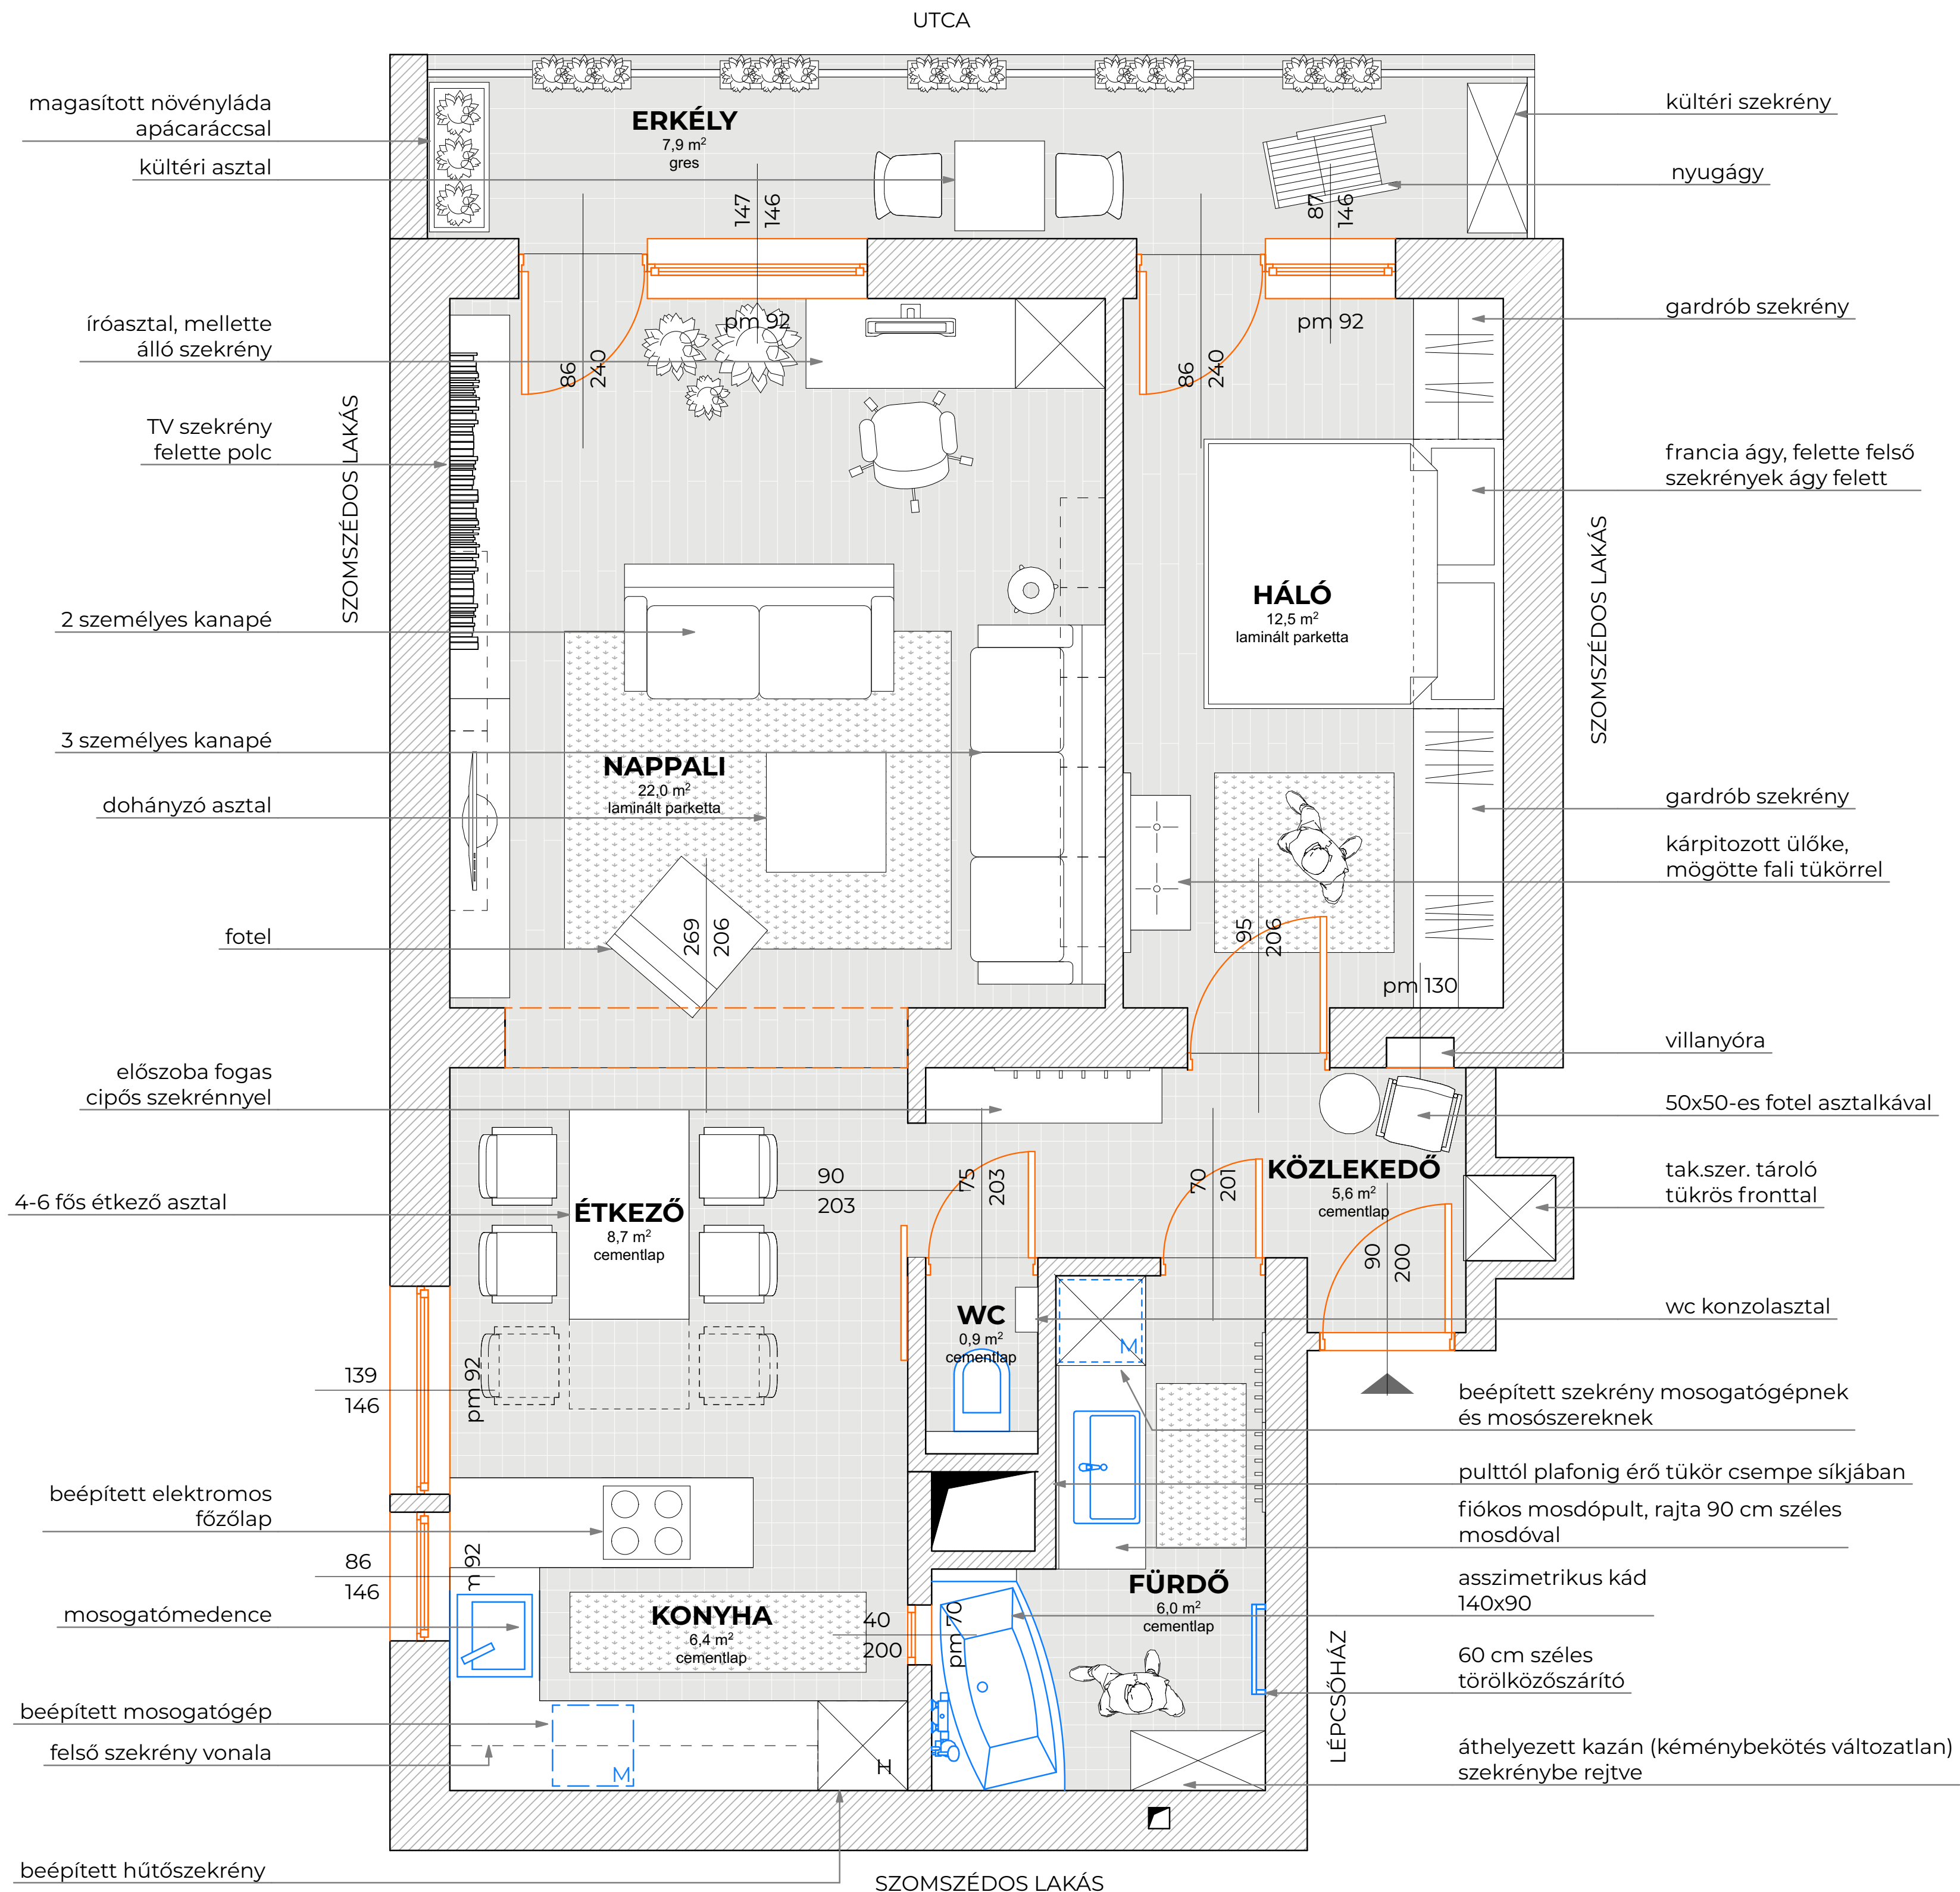 UTCA
magasított növényláda
apácaráccsal
kültéri asztal
ERKÉLY
7,9 m²
gres
kültéri szekrény
nyugágy
147
146
87
146
íróasztal, mellette
álló szekrény
pm 92
pm 92
gardrób szekrény
86
240
86
240
TV szekrény
felette polc
SZOMSZÉDOS LAKÁS
francia ágy, felette felső
szekrények ágy felett
SZOMSZÉDOS LAKÁS
2 személyes kanapé
HÁLÓ
12,5 m²
laminált parketta
3 személyes kanapé
NAPPALI
22,0 m²
laminált parketta
dohányzó asztal
gardrób szekrény
kárpitozott ülőke,
mögötte fali tükörrel
fotel
269
206
95
206
pm 130
villanyóra
előszoba fogas
cipős szekrénnyel
50x50-es fotel asztalkával
4-6 fős étkező asztal
ÉTKEZŐ
8,7 m²
cementlap
90
203
75
203
70
201
KÖZLEKEDŐ
5,6 m²
cementlap
90
200
tak.szer. tároló
tükrös fronttal
WC
0,9 m²
cementlap
wc konzolasztal
M
139
146
pm 92
beépített szekrény mosogatógépnek
és mosószereknek
pulttól plafonig érő tükör csempe síkjában
beépített elektromos
főzőlap
fiókos mosdópult, rajta 90 cm széles
mosdóval
86
146
m 92
mosogatómedence
KONYHA
6,4 m²
cementlap
40
200
pm 70
FÜRDŐ
6,0 m²
cementlap
asszimetrikus kád
140x90
60 cm széles
törölközőszárító
LÉPCSŐHÁZ
beépített mosogatógép
felső szekrény vonala
M
H
áthelyezett kazán (kéménybekötés változatlan)
szekrénybe rejtve
beépített hűtőszekrény
SZOMSZÉDOS LAKÁS